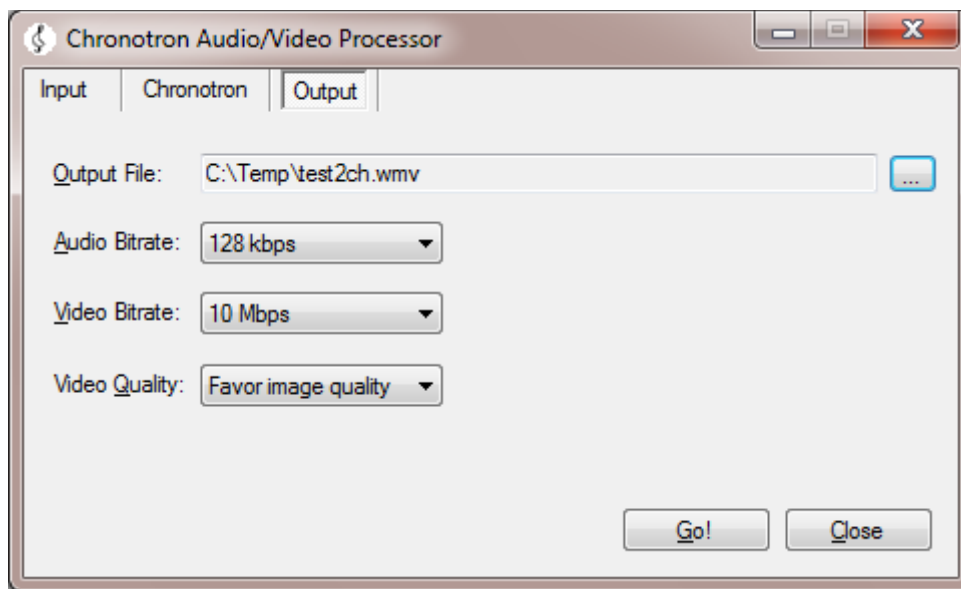 Chronotron Audio/Video Processor
Input Chronotron Output
Output File: C:\Temp\test2ch.wmv ...
Audio Bitrate: 128 kbps
Video Bitrate: 10 Mbps
Video Quality: Favor image quality
Go! Close